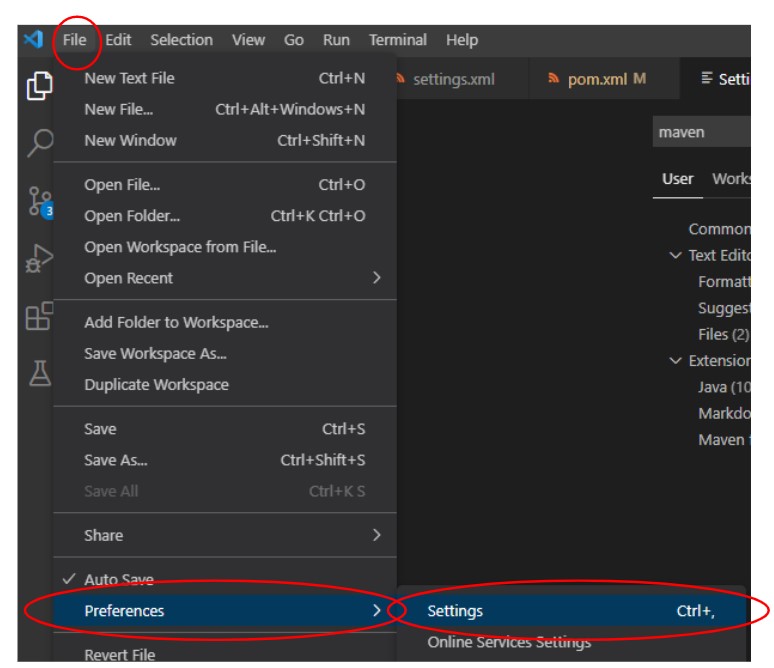 File Edit Selection View Go Run Terminal Help
New Text File Ctrl+N
New File... Ctrl+Alt+Windows+N
New Window Ctrl+Shift+N
Open File... Ctrl+O
Open Folder... Ctrl+K Ctrl+O
Open Workspace from File...
Open Recent
Add Folder to Workspace...
Save Workspace As...
Duplicate Workspace
Save Ctrl+S
Save As... Ctrl+Shift+S
Save All Ctrl+K S
Share
Auto Save
Preferences
Revert File
Settings Ctrl+,
Online Services Settings
settings.xml
pom.xml M
Setti
maven
User Works
Common
Text Edito
Formatt
Suggest
Files (2)
Extension
Java (10
Markdo
Maven f
3